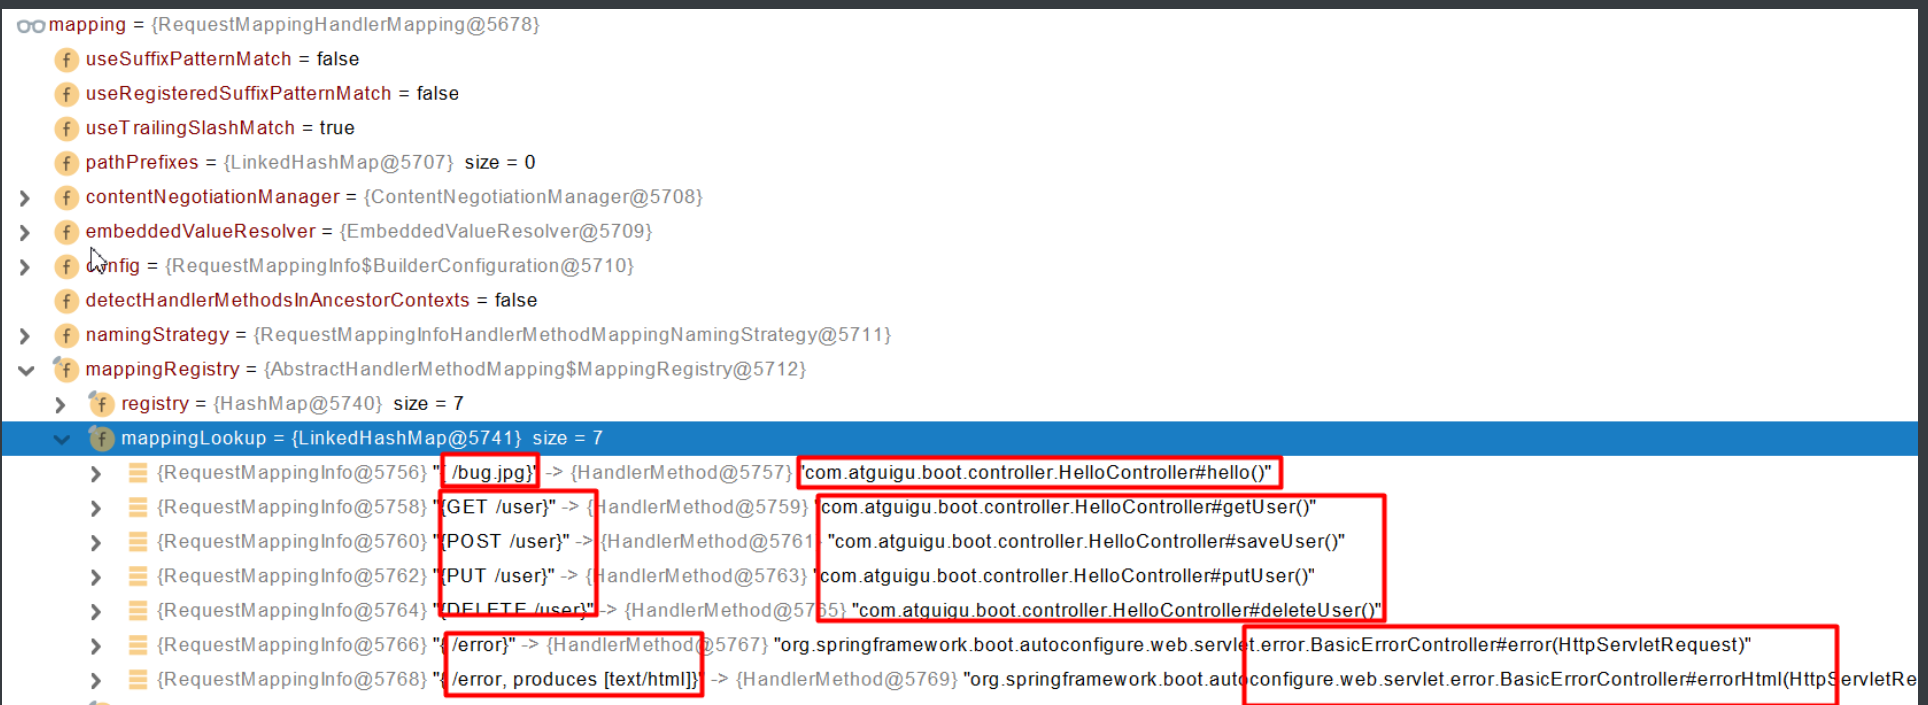 mapping = {RequestMappingHandlerMapping@5678}
f useSuffixPatternMatch = false
f useRegisteredSuffixPatternMatch = false
f useTrailingSlashMatch = true
f pathPrefixes = {LinkedHashMap@5707} size = 0
f contentNegotiationManager = {ContentNegotiationManager@5708}
f embeddedValueResolver = {EmbeddedValueResolver@5709}
f config = {RequestMappingInfo$BuilderConfiguration@5710}
f detectHandlerMethodsInAncestorContexts = false
f namingStrategy = {RequestMappingInfoHandlerMethodMappingNamingStrategy@5711}
f mappingRegistry = {AbstractHandlerMethodMapping$MappingRegistry@5712}
f registry = {HashMap@5740} size = 7
f mappingLookup = {LinkedHashMap@5741} size = 7
{RequestMappingInfo@5756} "{ /bug.jpg}" -> {HandlerMethod@5757} "com.atguigu.boot.controller.HelloController#hello()"
{RequestMappingInfo@5758} "{GET /user}" -> {HandlerMethod@5759} "com.atguigu.boot.controller.HelloController#getUser()"
{RequestMappingInfo@5760} "{POST /user}" -> {HandlerMethod@5761} "com.atguigu.boot.controller.HelloController#saveUser()"
{RequestMappingInfo@5762} "{PUT /user}" -> {HandlerMethod@5763} "com.atguigu.boot.controller.HelloController#putUser()"
{RequestMappingInfo@5764} "{DELETE /user}" -> {HandlerMethod@5765} "com.atguigu.boot.controller.HelloController#deleteUser()"
{RequestMappingInfo@5766} "{ /error}" -> {HandlerMethod@5767} "org.springframework.boot.autoconfigure.web.servlet.error.BasicErrorController#error(HttpServletRequest)"
{RequestMappingInfo@5768} "{ /error, produces [text/html]}" -> {HandlerMethod@5769} "org.springframework.boot.autoconfigure.web.servlet.error.BasicErrorController#errorHtml(HttpServletRe